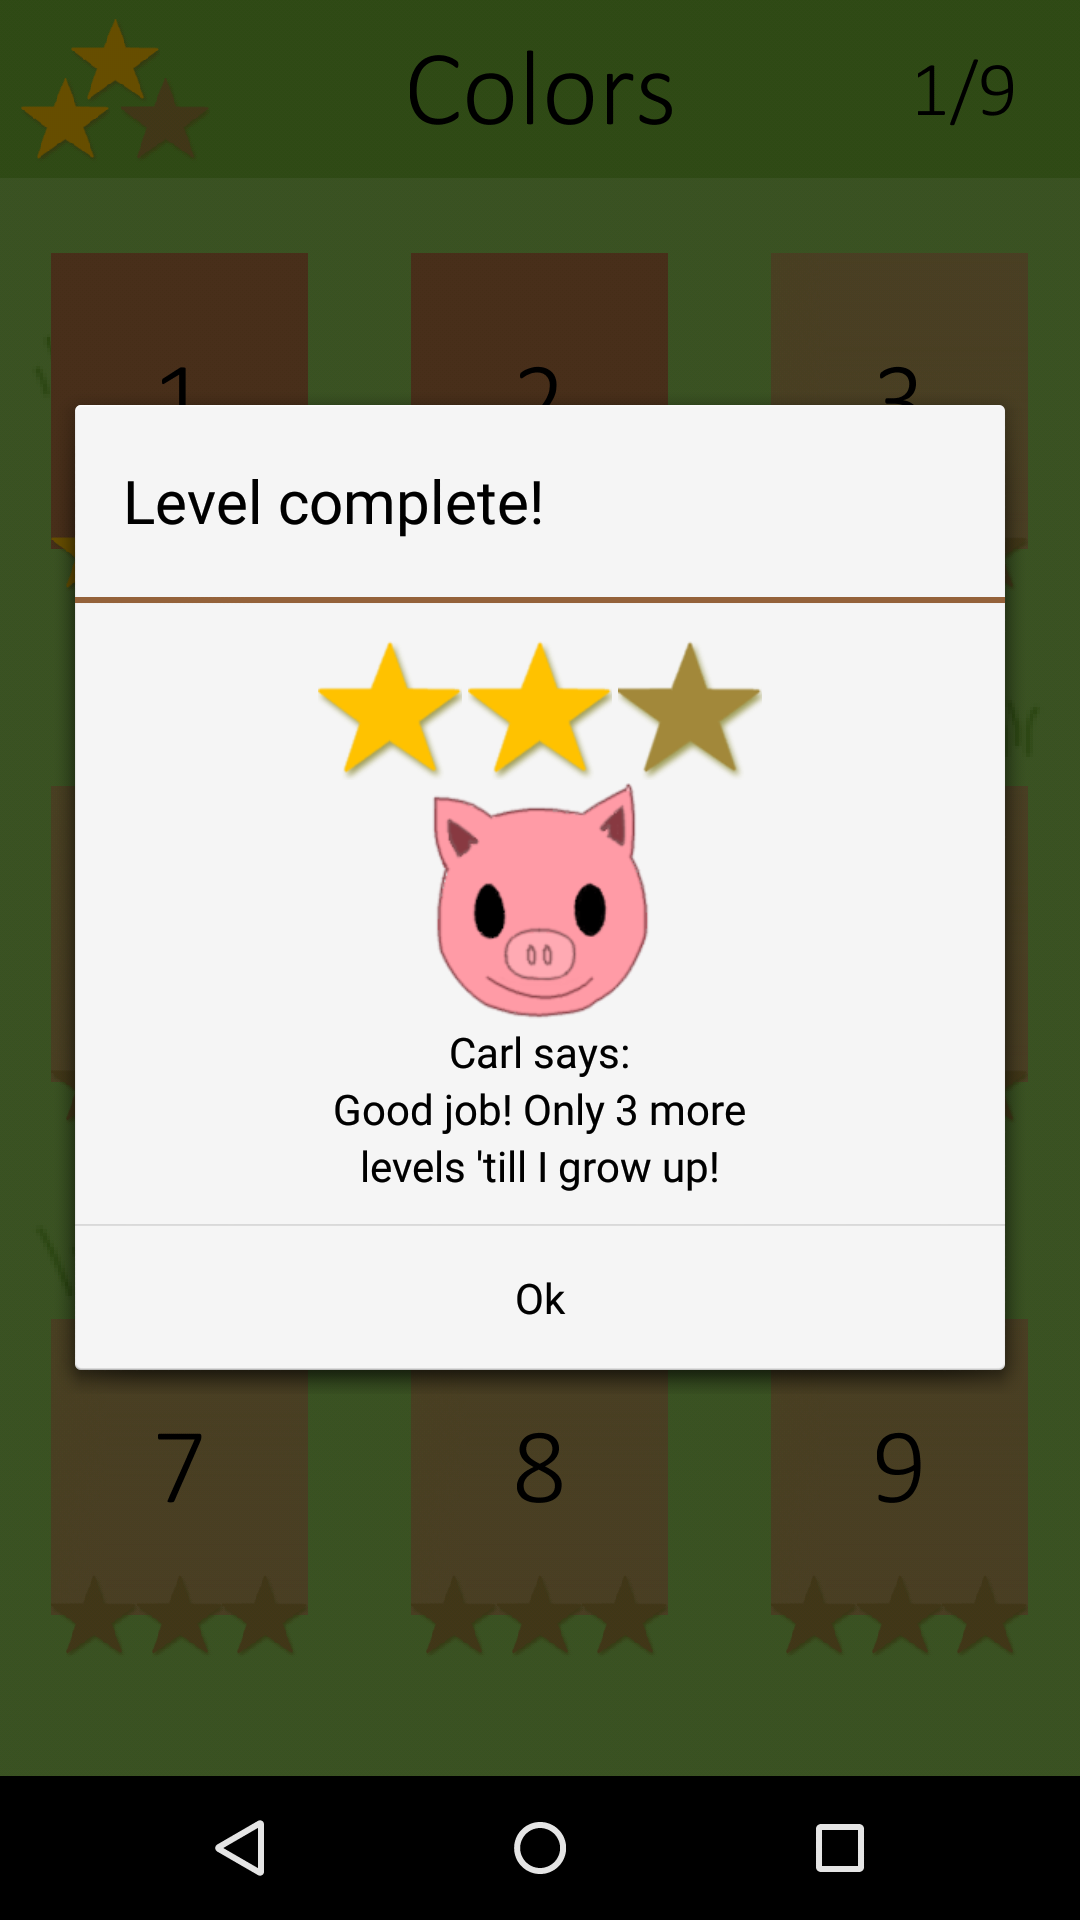 Colors
1/9
1
2
3
Level complete!
Carl says:
Good job! Only 3 more
levels 'till I grow up!
Ok
7
8
9